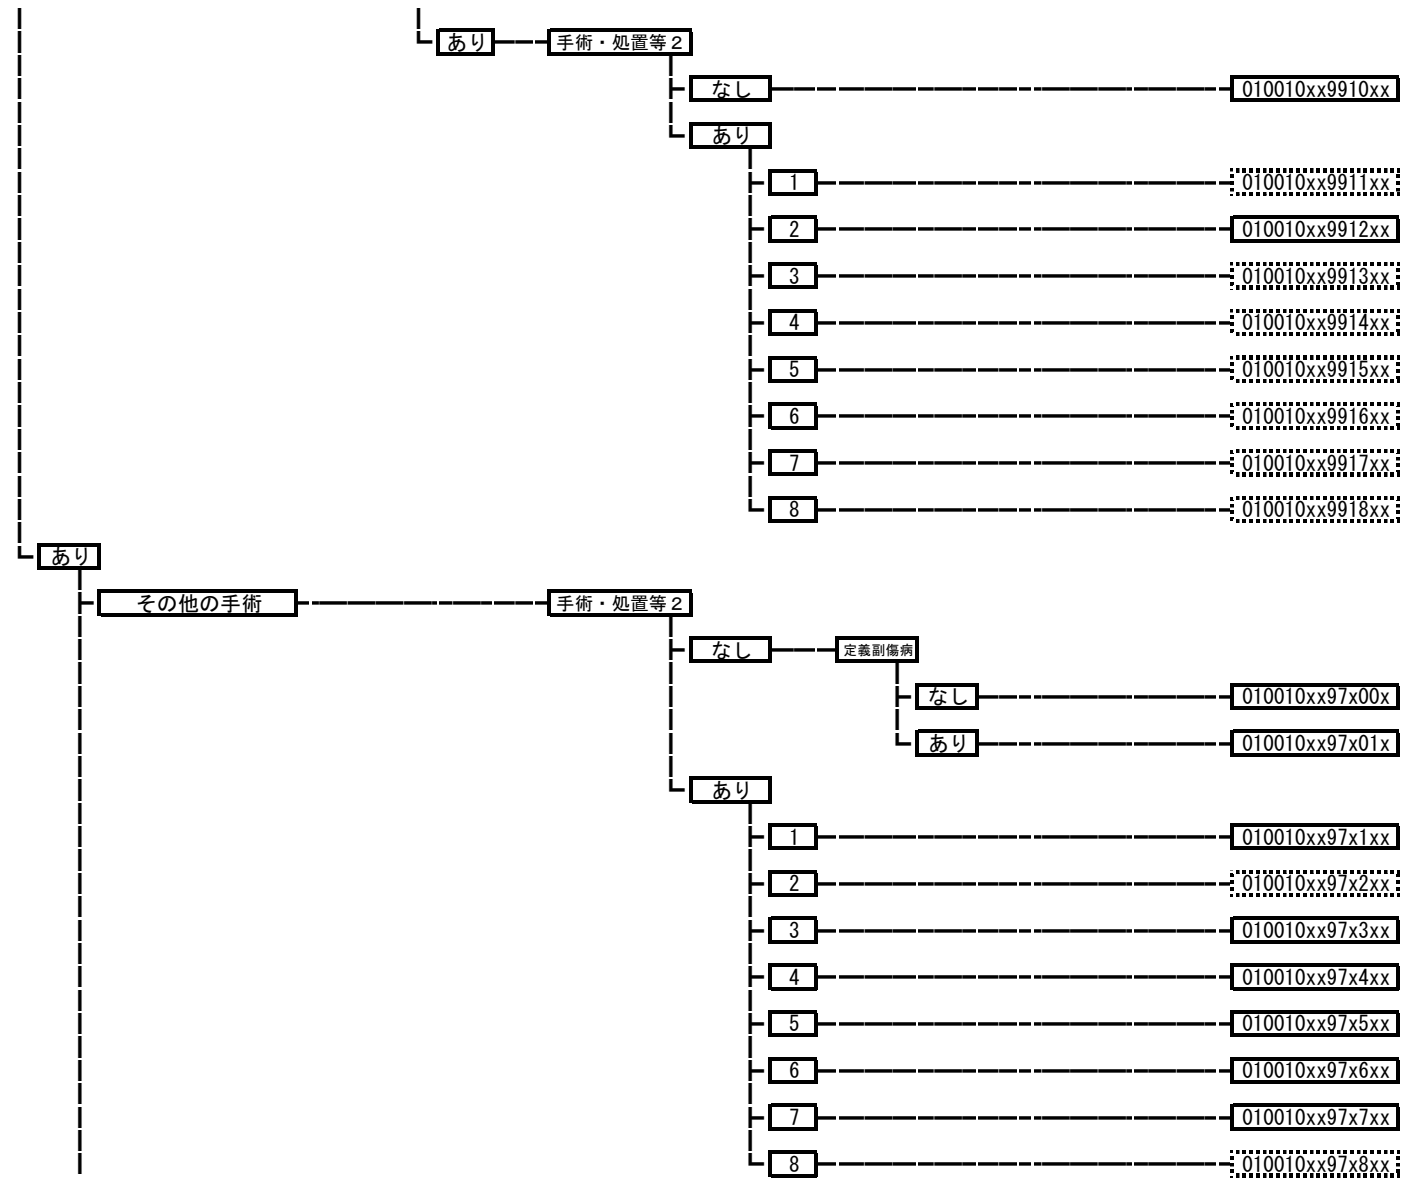 あり 手術・処置等２
なし 010010xx9910xx
あり
1 010010xx9911xx
2 010010xx9912xx
3 010010xx9913xx
4 010010xx9914xx
5 010010xx9915xx
6 010010xx9916xx
7 010010xx9917xx
8 010010xx9918xx
あり
その他の手術 手術・処置等２
なし 定義副傷病
なし 010010xx97x00x
あり 010010xx97x01x
あり
1 010010xx97x1xx
2 010010xx97x2xx
3 010010xx97x3xx
4 010010xx97x4xx
5 010010xx97x5xx
6 010010xx97x6xx
7 010010xx97x7xx
8 010010xx97x8xx